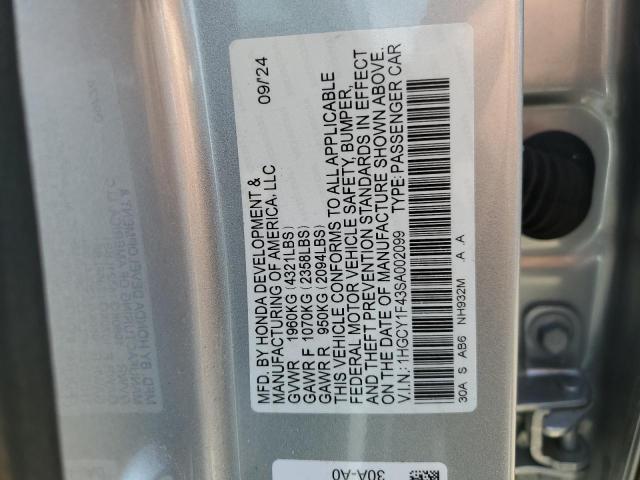 09/'24
MFD. BY HONDA DEVELOPMENT &
MANUFACTURING OF AMERICA, LLC
GVWR 1960KG (4321LBS)
GAWR F 1070KG (2358LBS)
GAWR R 950KG (2094LBS)
THIS VEHICLE CONFORMS TO ALL APPLICABLE
FEDERAL MOTOR VEHICLE SAFETY, BUMPER,
AND THEFT PREVENTION STANDARDS IN EFFECT
ON THE DATE OF MANUFACTURE SHOWN ABOVE.
V.I.N.: 1HGCY1F43SA002099 TYPE: PASSENGER CAR
30A S AB6 NH932M .A .A
30A-A0